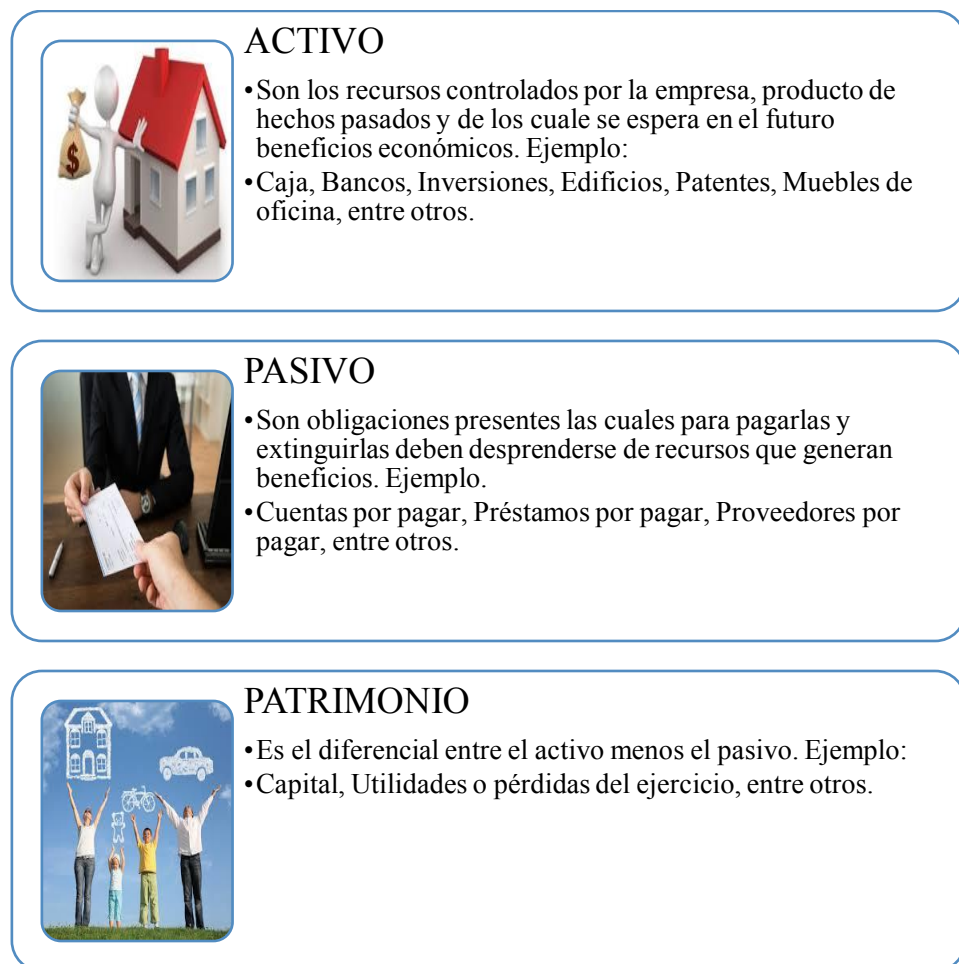 ACTIVO
•Son los recursos controlados por la empresa, producto de
hechos pasados y de los cuale se espera en el futuro
beneficios económicos. Ejemplo:
•Caja, Bancos, Inversiones, Edificios, Patentes, Muebles de
oficina, entre otros.
$
PASIVO
•Son obligaciones presentes las cuales para pagarlas y
extinguirlas deben desprenderse de recursos que generan
beneficios. Ejemplo.
•Cuentas por pagar, Préstamos por pagar, Proveedores por
pagar, entre otros.
PATRIMONIO
•Es el diferencial entre el activo menos el pasivo. Ejemplo:
•Capital, Utilidades o pérdidas del ejercicio, entre otros.